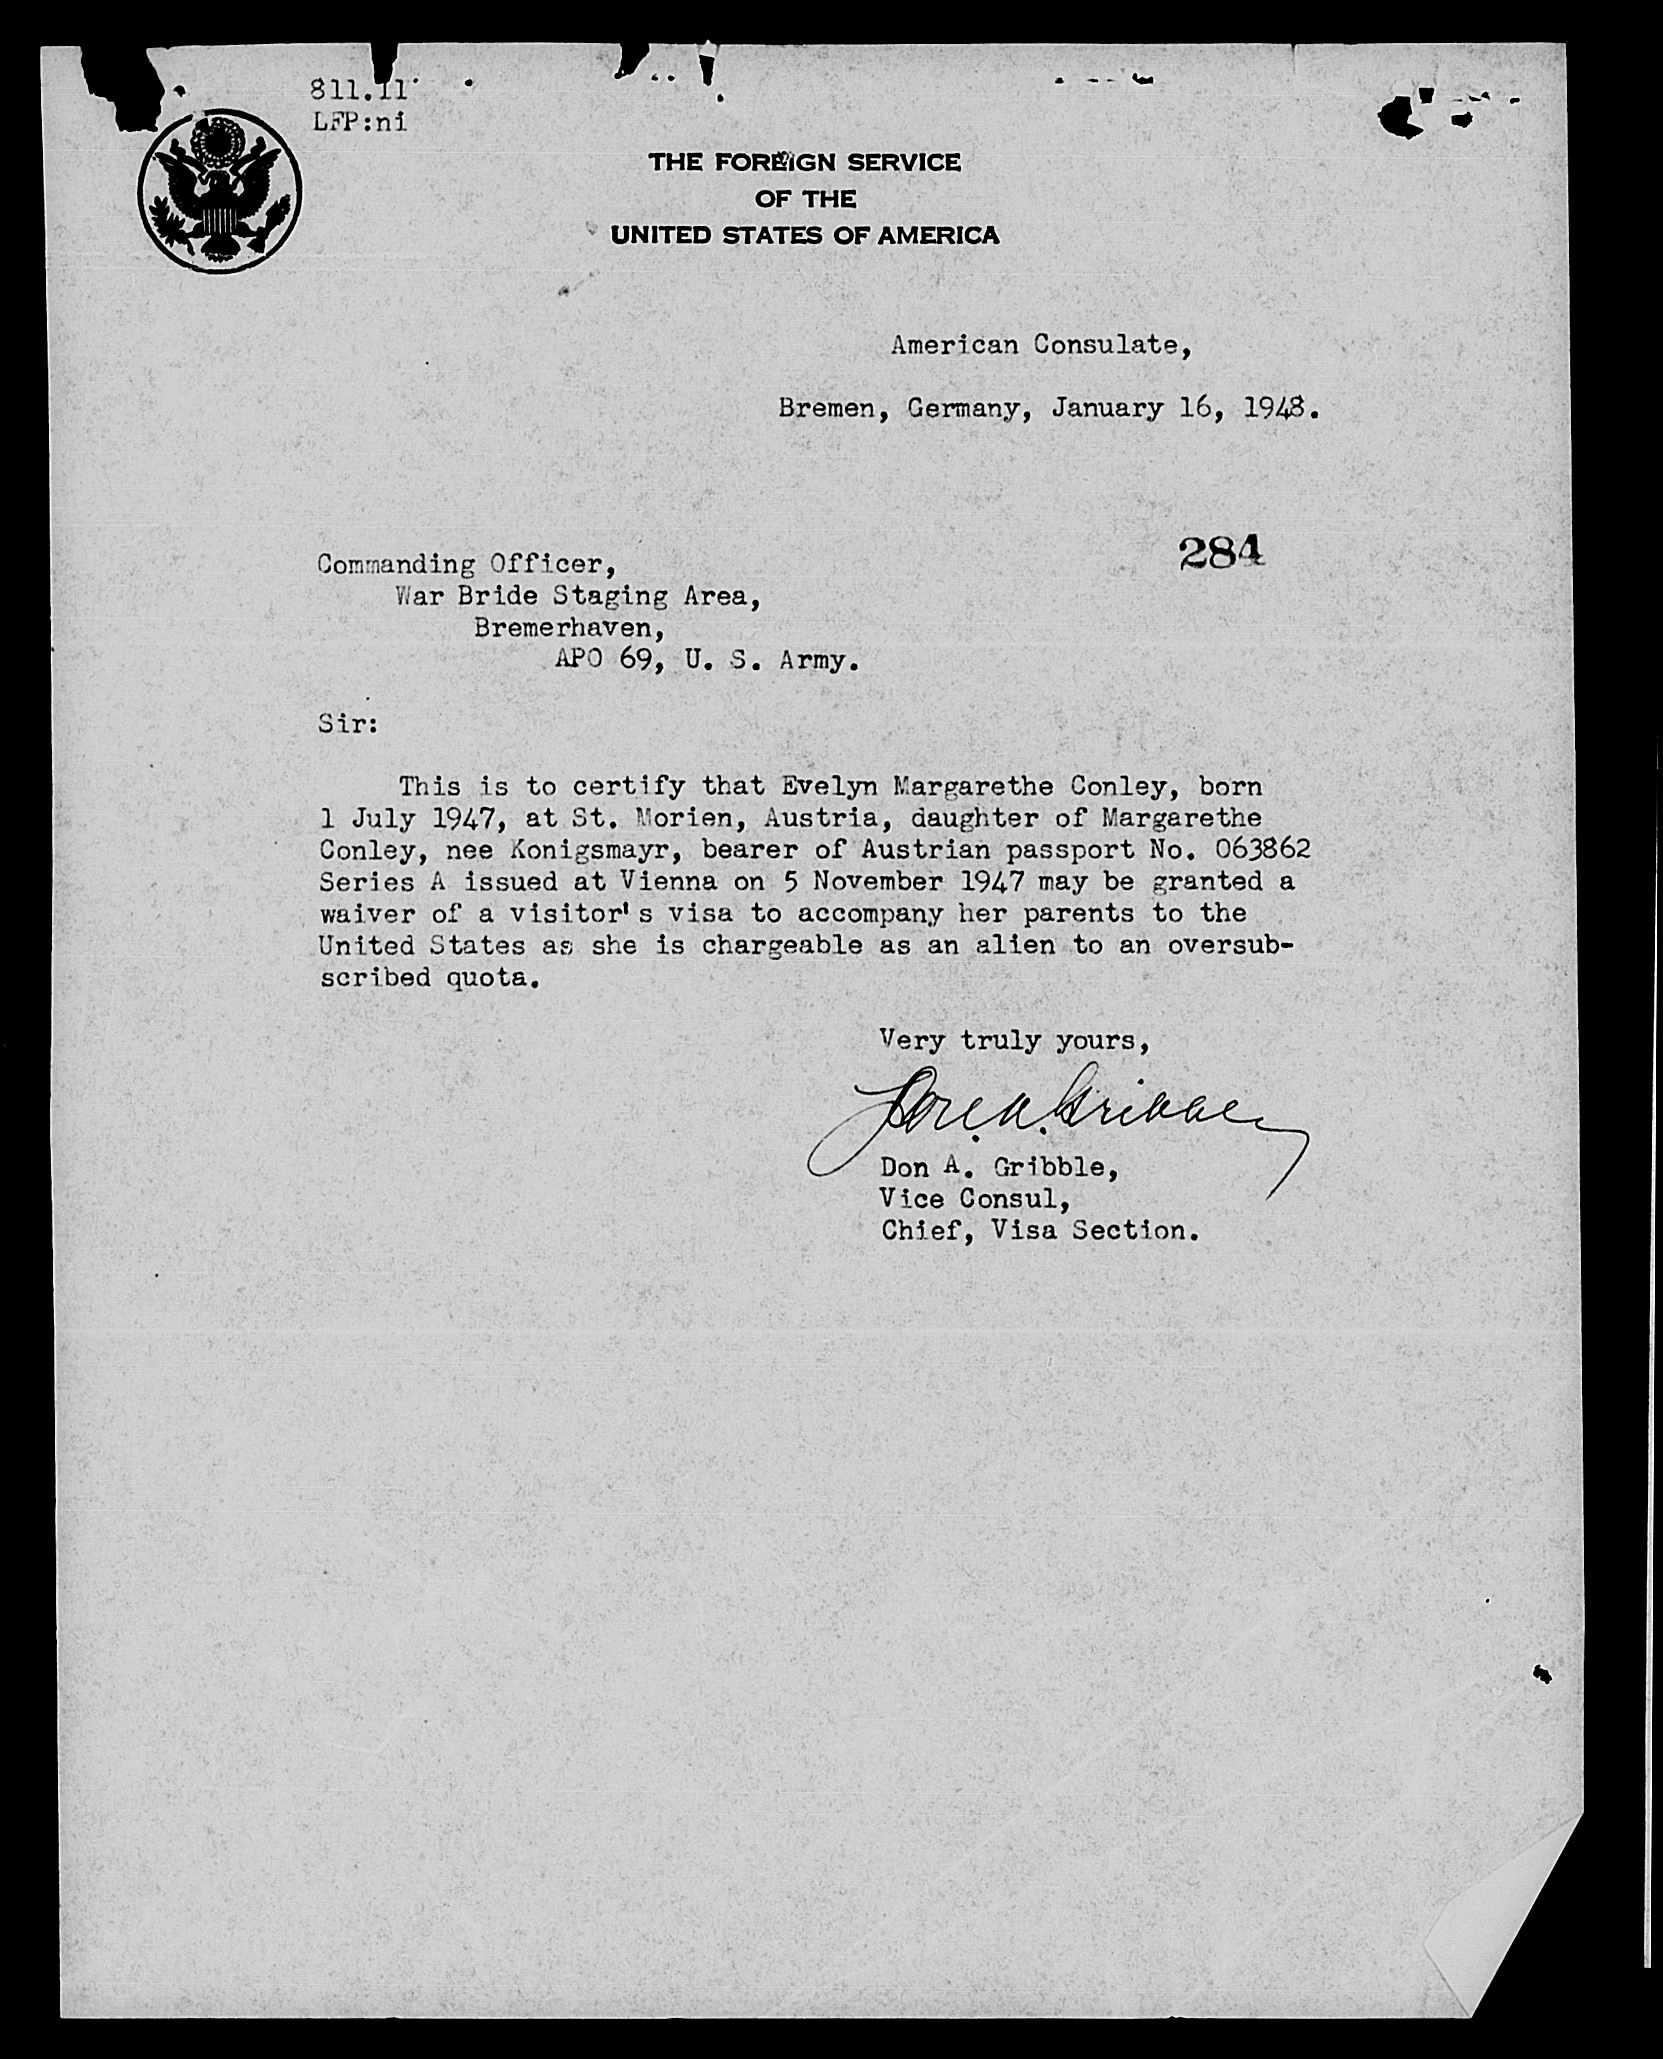 811.11
LFP:ni
THE FOREIGN SERVICE
OF THE
UNITED STATES OF AMERICA
American Consulate,
Bremen, Germany, January 16, 1948.
284
Commanding Officer,
War Bride Staging Area,
Bremerhaven,
APO 69, U. S. Army.
Sir:
This is to certify that Evelyn Margarethe Conley, born
1 July 1947, at St. Morien, Austria, daughter of Margarethe
Conley, nee Konigsmayr, bearer of Austrian passport No. 063862
Series A issued at Vienna on 5 November 1947 may be granted a
waiver of a visitor's visa to accompany her parents to the
United States as she is chargeable as an alien to an oversub-
scribed quota.
Very truly yours,
Don A. Gribble
Don A. Gribble,
Vice Consul,
Chief, Visa Section.